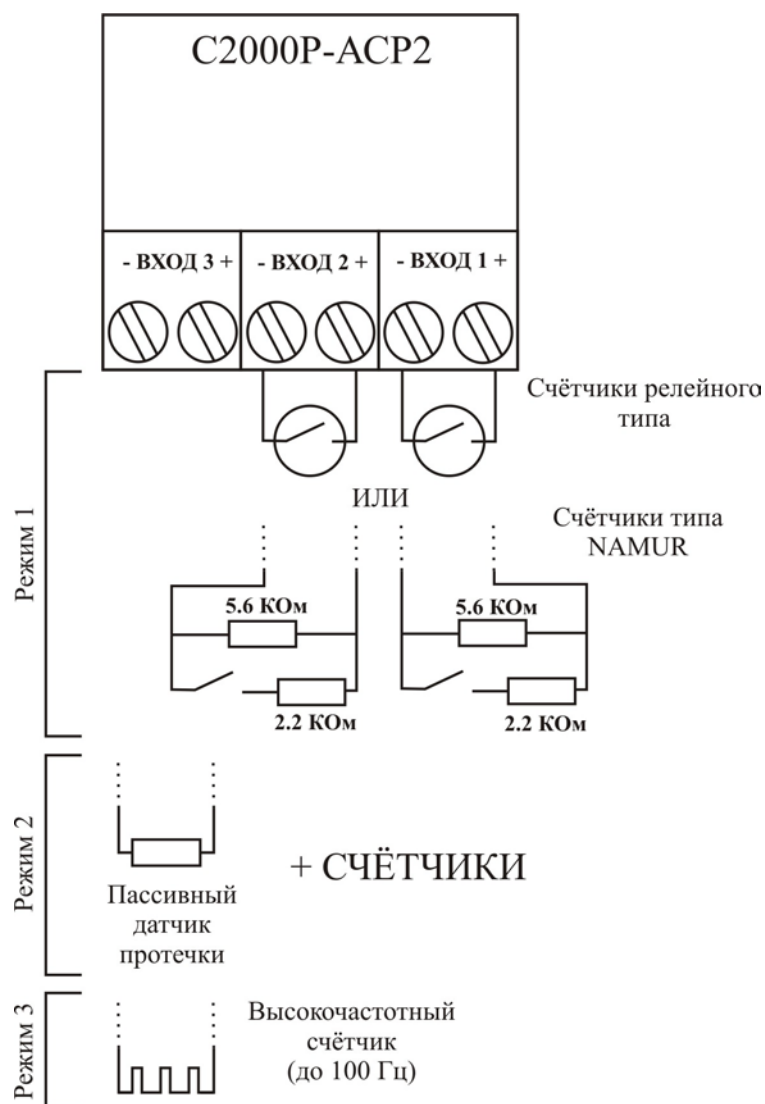 С2000Р-АСР2
- ВХОД 3 +
- ВХОД 2 +
- ВХОД 1 +
Счётчики релейного
типа
ИЛИ
Счётчики типа
NAMUR
Режим 1
5.6 КОм
5.6 КОм
2.2 КОм
2.2 КОм
Режим 2
+ СЧЁТЧИКИ
Пассивный
датчик
протечки
Режим 3
Высокочастотный
счётчик
(до 100 Гц)